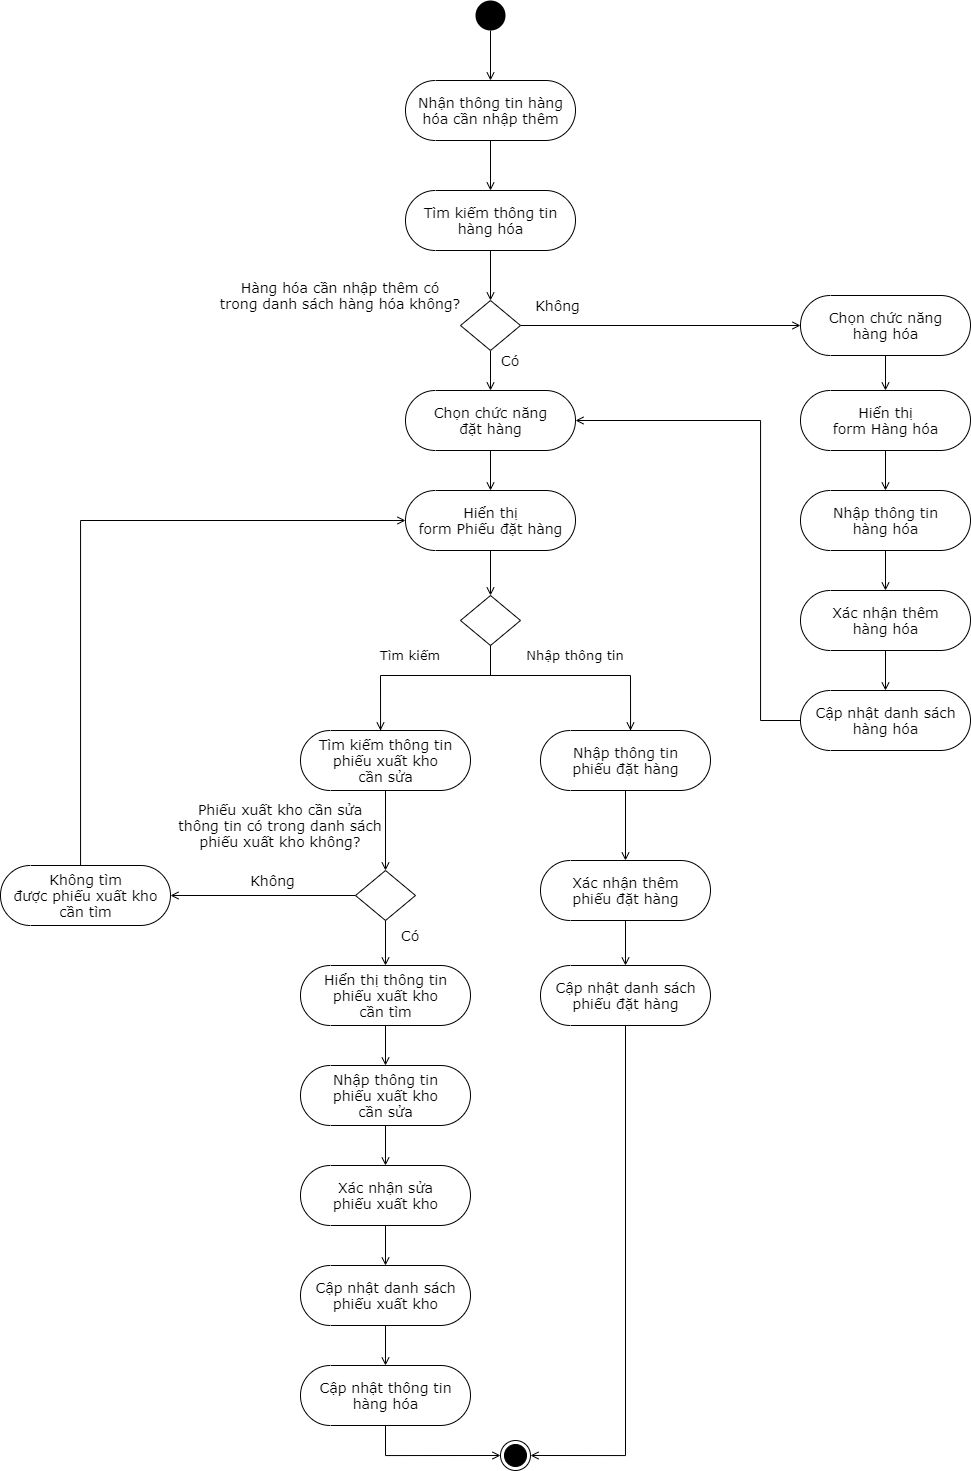 Nhận thông tin hàng
hóa cần nhập thêm
Tìm kiếm thông tin
hàng hóa
Hàng hóa cần nhập thêm có
trong danh sách hàng hóa không?
Không
Có
Chọn chức năng
hàng hóa
Chọn chức năng
đặt hàng
Hiển thị
form Hàng hóa
Hiển thị
form Phiếu đặt hàng
Nhập thông tin
hàng hóa
Xác nhận thêm
hàng hóa
Cập nhật danh sách
hàng hóa
Tìm kiếm
Nhập thông tin
Tìm kiếm thông tin
phiếu xuất kho
cần sửa
Nhập thông tin
phiếu đặt hàng
Phiếu xuất kho cần sửa
thông tin có trong danh sách
phiếu xuất kho không?
Không
Không tìm
được phiếu xuất kho
cần tìm
Có
Xác nhận thêm
phiếu đặt hàng
Hiển thị thông tin
phiếu xuất kho
cần tìm
Cập nhật danh sách
phiếu đặt hàng
Nhập thông tin
phiếu xuất kho
cần sửa
Xác nhận sửa
phiếu xuất kho
Cập nhật danh sách
phiếu xuất kho
Cập nhật thông tin
hàng hóa